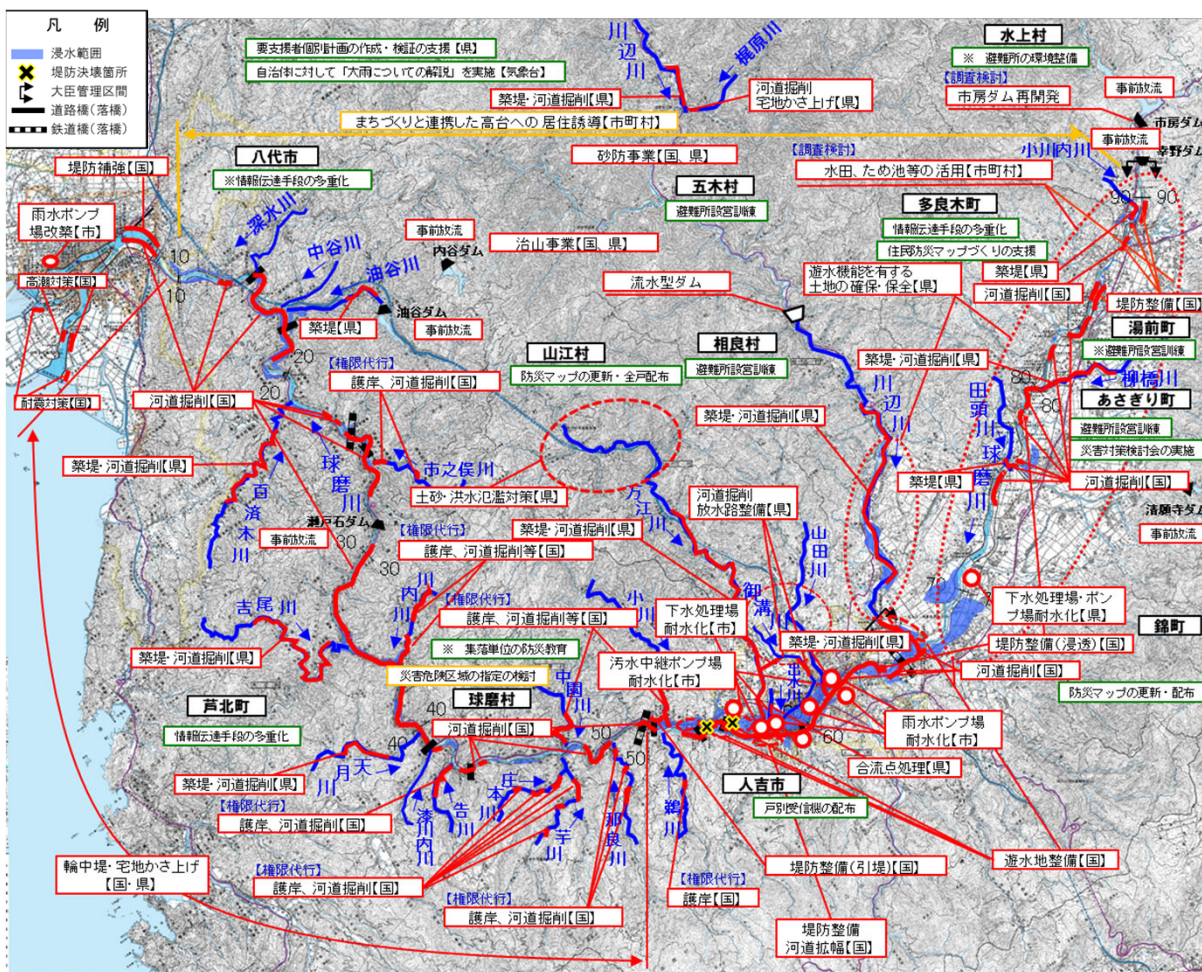 凡　例
浸水範囲
堤防決壊箇所
大臣管理区間
道路橋(落橋)
鉄道橋(落橋)
要支援者個別計画の作成・検証の支援【県】
自治体に対して「大雨についての解説」を実施【気象台】
川辺川
梶原川
築堤・河道掘削【県】
河道掘削
宅地かさ上げ【県】
まちづくりと連携した高台への 居住誘導【市町村】
水上村
※ 避難所の環境整備
【調査検討】
市房ダム再開発
事前放流
市房ダム
事前放流
幸野ダム
堤防補強【国】
八代市
※情報伝達手段の多重化
砂防事業【国、県】
【調査検討】
水田、ため池等の 活用【市町村】
小川内川
雨水ポンプ
場改築【市】
深水川
中谷川
油谷川
事前放流
内谷ダム
五木村
避難所設営訓練
多良木町
情報伝達手段の多重化
住民防災マップづくりの支援
90
90
10
10
治山事業【国、県】
遊水機能を有する
土地の確保・保全【県】
築堤【県】
河道掘削【国】
高潮対策【国】
流水型ダム
堤防整備【国】
築堤【県】
油谷ダム
事前放流
湯前町
※避難所設営訓練
山江村
防災マップの更新・全戸配布
相良村
避難所設営訓練
築堤・河道掘削【県】
柳橋川
20
20
【権限代行】
護岸、河道掘削【国】
川辺川
田頭川
80
80
あさぎり町
避難所設営訓練
災害対策検討会の実施
耐震対策【国】
河道掘削【国】
築堤・河道掘削【県】
球磨川
築堤・河道掘削【県】
百済木川
球磨川
市之俣川
土砂・洪水氾濫対策【県】
万江川
築堤【県】
河道掘削【国】
清願寺ダム
事前放流
瀬戸石ダム
事前放流
30
30
河道掘削
放水路整備【県】
【権限代行】
護岸、河道掘削等【国】
築堤・河道掘削【県】
山田川
吉尾川
川内川
小川
御溝川
【権限代行】
護岸、河道掘削等【国】
下水処理場
耐水化【市】
下水処理場・ポン
プ場耐水化【県】
錦町
築堤・河道掘削【県】
堤防整備(浸透)【国】
築堤・河道掘削【県】
※ 集落単位の防災教育
災害危険区域の指定の検討
汚水中継ポンプ場
耐水化【市】
出水川
河道掘削【国】
防災マップの更新・配布
芦北町
情報伝達手段の多重化
球磨村
中園川
40
40
河道掘削【国】
50
50
60
雨水ポンプ場
耐水化【市】
合流点処理【県】
築堤・河道掘削【県】
天月川
人吉市
戸別受信機の配布
【権限代行】
護岸、河道掘削【国】
漆川内川
告川
庄本川
芋川
那良川
鵜川
輪中堤・宅地かさ上げ
【国・県】
【権限代行】
護岸、河道掘削【国】
堤防整備(引堤)【国】
遊水地整備【国】
【権限代行】
護岸、河道掘削【国】
【権限代行】
護岸【国】
堤防整備
河道拡幅【国】